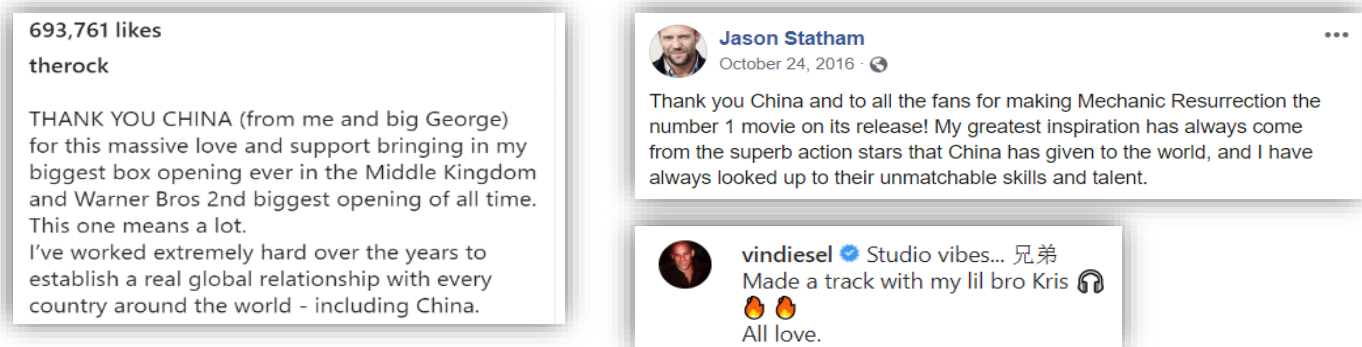 693,761 likes
therock
THANK YOU CHINA (from me and big George)
for this massive love and support bringing in my
biggest box opening ever in the Middle Kingdom
and Warner Bros 2nd biggest opening of all time.
This one means a lot.
I've worked extremely hard over the years to
establish a real global relationship with every
country around the world - including China.
Jason Statham
October 24, 2016 ·
Thank you China and to all the fans for making Mechanic Resurrection the
number 1 movie on its release! My greatest inspiration has always come
from the superb action stars that China has given to the world, and I have
always looked up to their unmatchable skills and talent.
vindiesel Studio vibes... 兄弟
Made a track with my lil bro Kris 🎧
🔥🔥
All love.